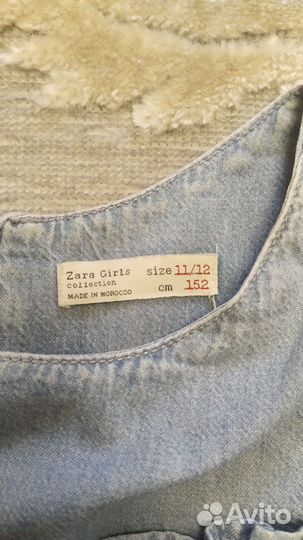 Zara Girls size 11/12
collection cm 152
MADE IN MOROCCO
Avito